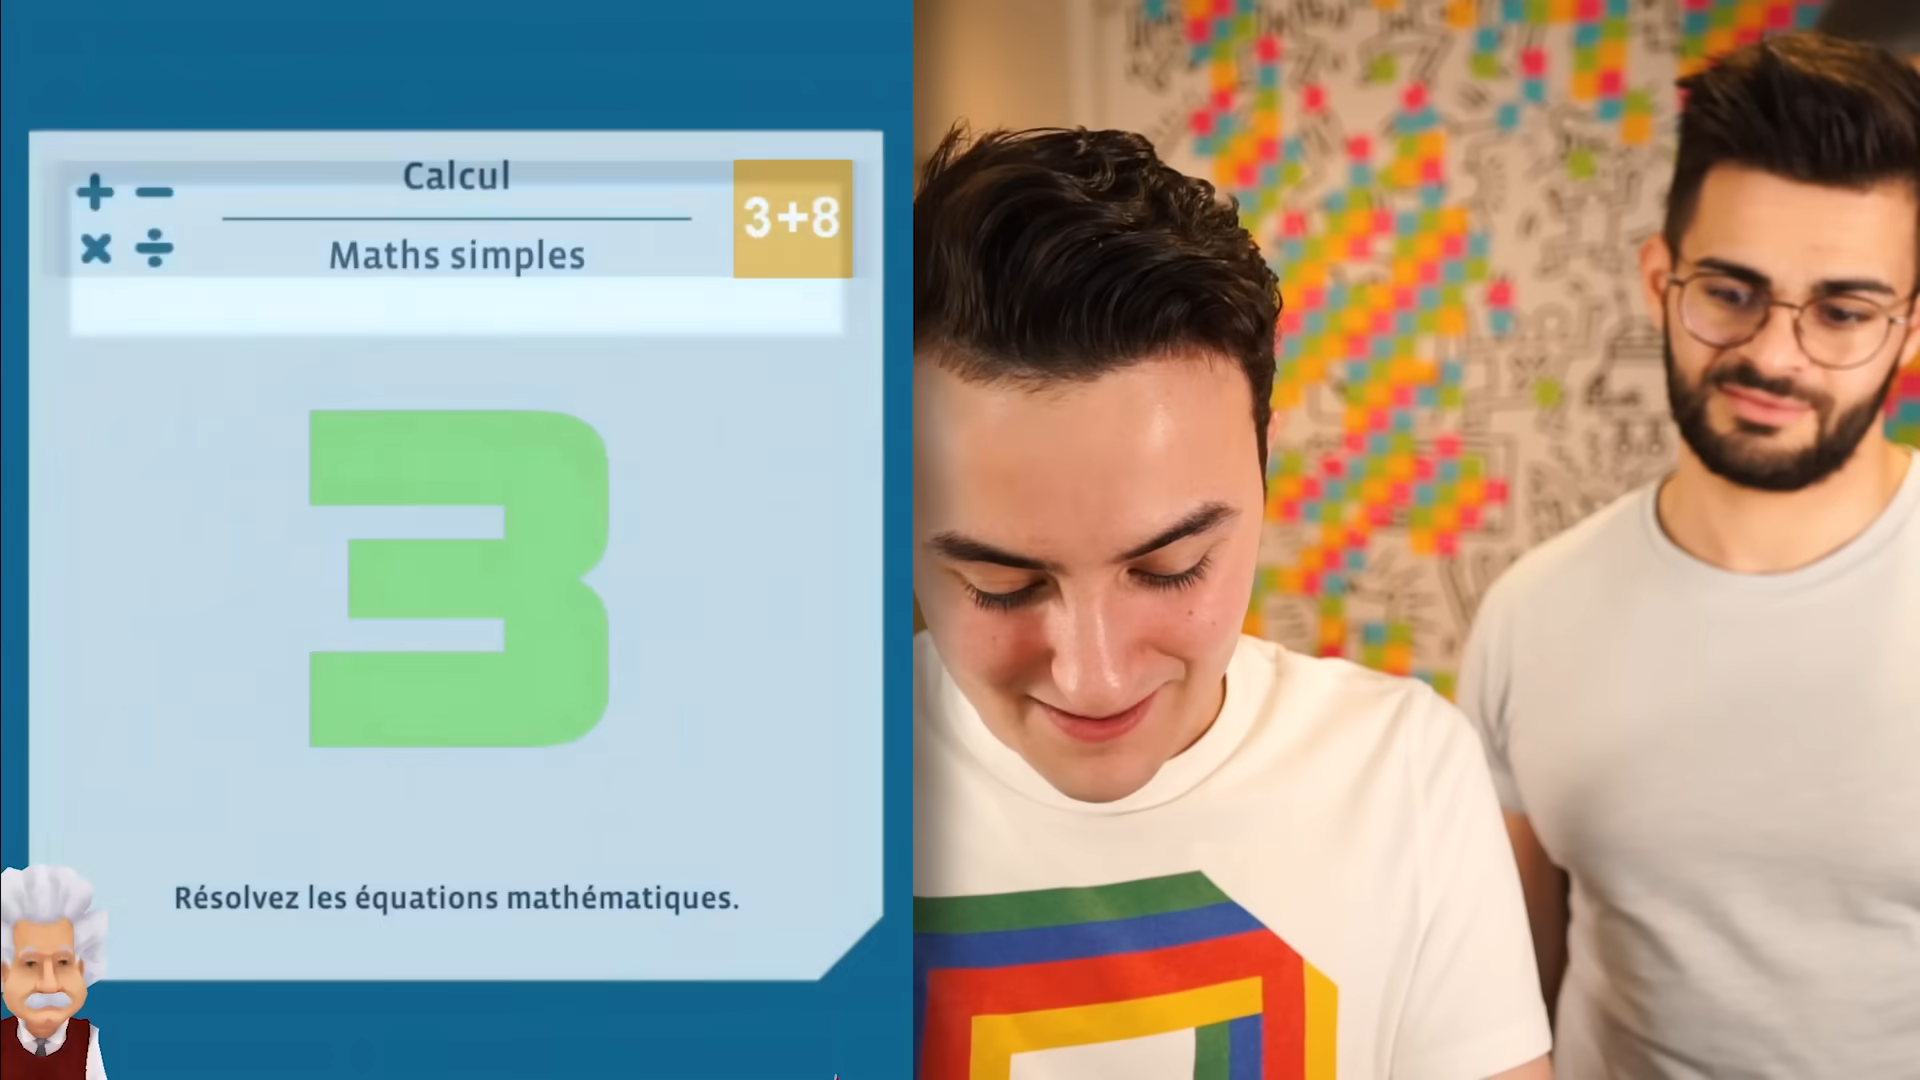 Calcul
3+8
Maths simples
3
Résolvez les équations mathématiques.